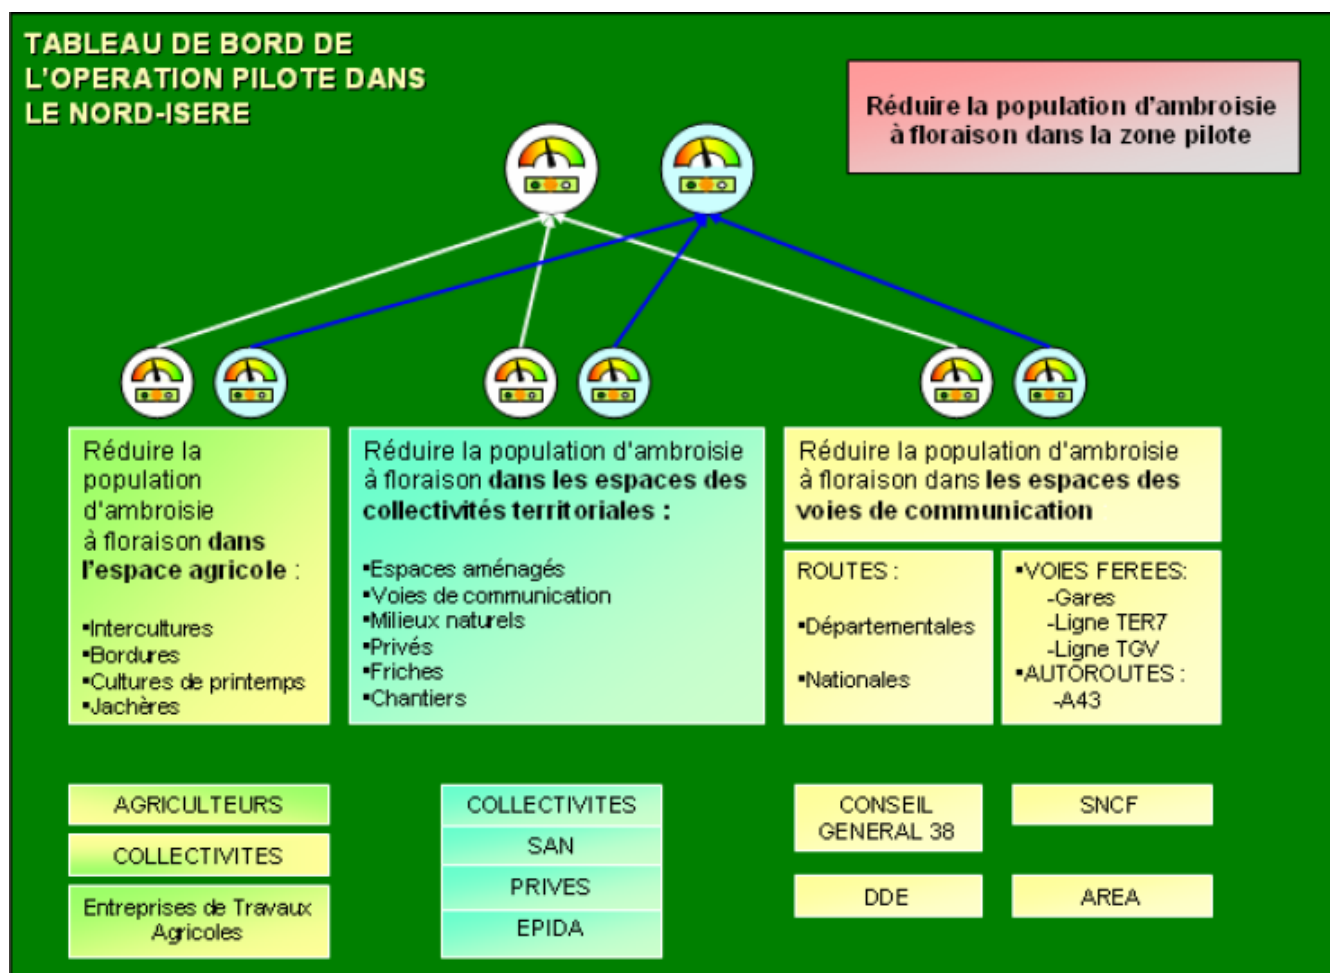 TABLEAU DE BORD DE
L'OPERATION PILOTE DANS
LE NORD-ISERE
Réduire la population d'ambroisie
à floraison dans la zone pilote
Réduire la
population
d'ambroisie
à floraison dans
l'espace agricole :
▪Intercultures
▪Bordures
▪Cultures de printemps
▪Jachères
Réduire la population d'ambroisie
à floraison dans les espaces des
collectivités territoriales :
▪Espaces aménagés
▪Voies de communication
▪Milieux naturels
▪Privés
▪Friches
▪Chantiers
Réduire la population d'ambroisie
à floraison dans les espaces des
voies de communication
ROUTES :
▪Départementales
▪Nationales
▪VOIES FEREES:
-Gares
-Ligne TER7
-Ligne TGV
▪AUTOROUTES :
-A43
AGRICULTEURS
COLLECTIVITES
Entreprises de Travaux
Agricoles
COLLECTIVITES
SAN
PRIVES
EPIDA
CONSEIL
GENERAL 38
DDE
SNCF
AREA